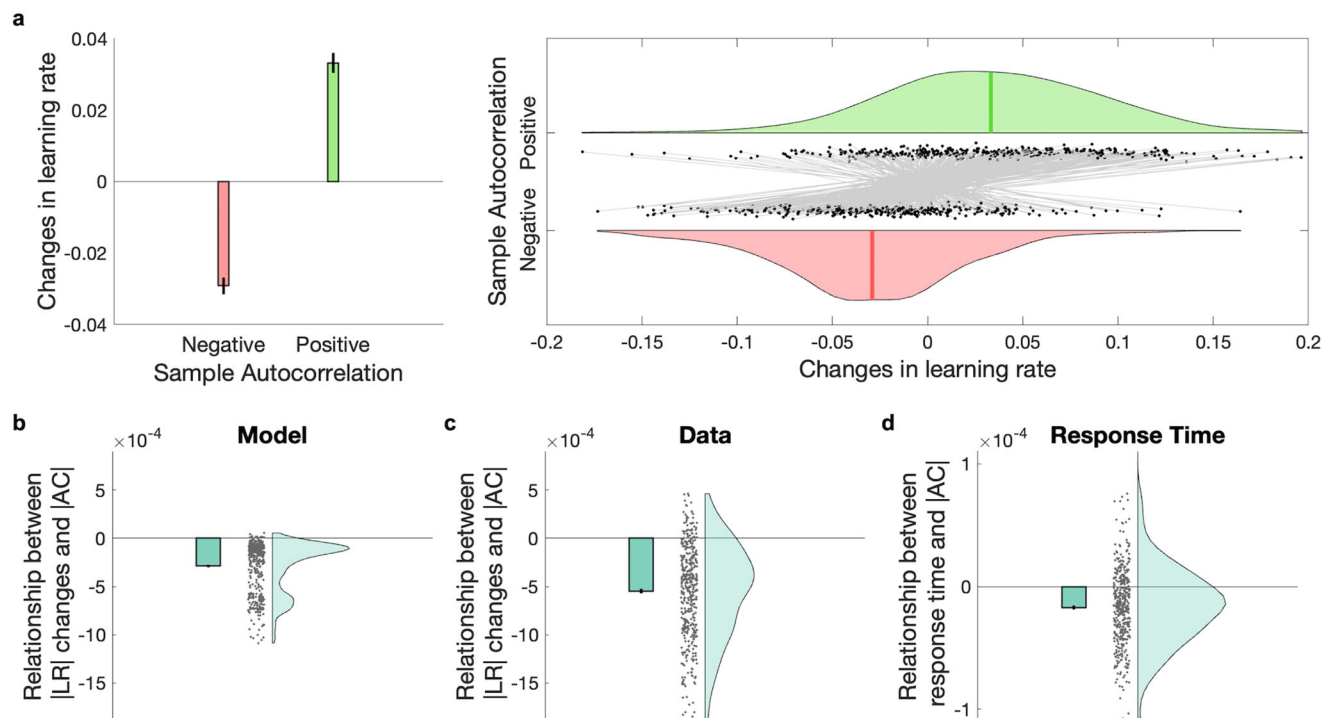 a
Changes in learning rate
0.04
0.02
0
-0.02
-0.04
Negative Positive
Sample Autocorrelation
Sample Autocorrelation
Negative Positive
-0.2 -0.15 -0.1 -0.05 0 0.05 0.1 0.15 0.2
Changes in learning rate
b
×10⁻⁴
Model
Relationship between
|LR| changes and |AC|
5
0
-5
-10
-15
c
×10⁻⁴
Data
Relationship between
|LR| changes and |AC|
5
0
-5
-10
-15
d
×10⁻⁴
Response Time
Relationship between
response time and |AC|
1
0
-1